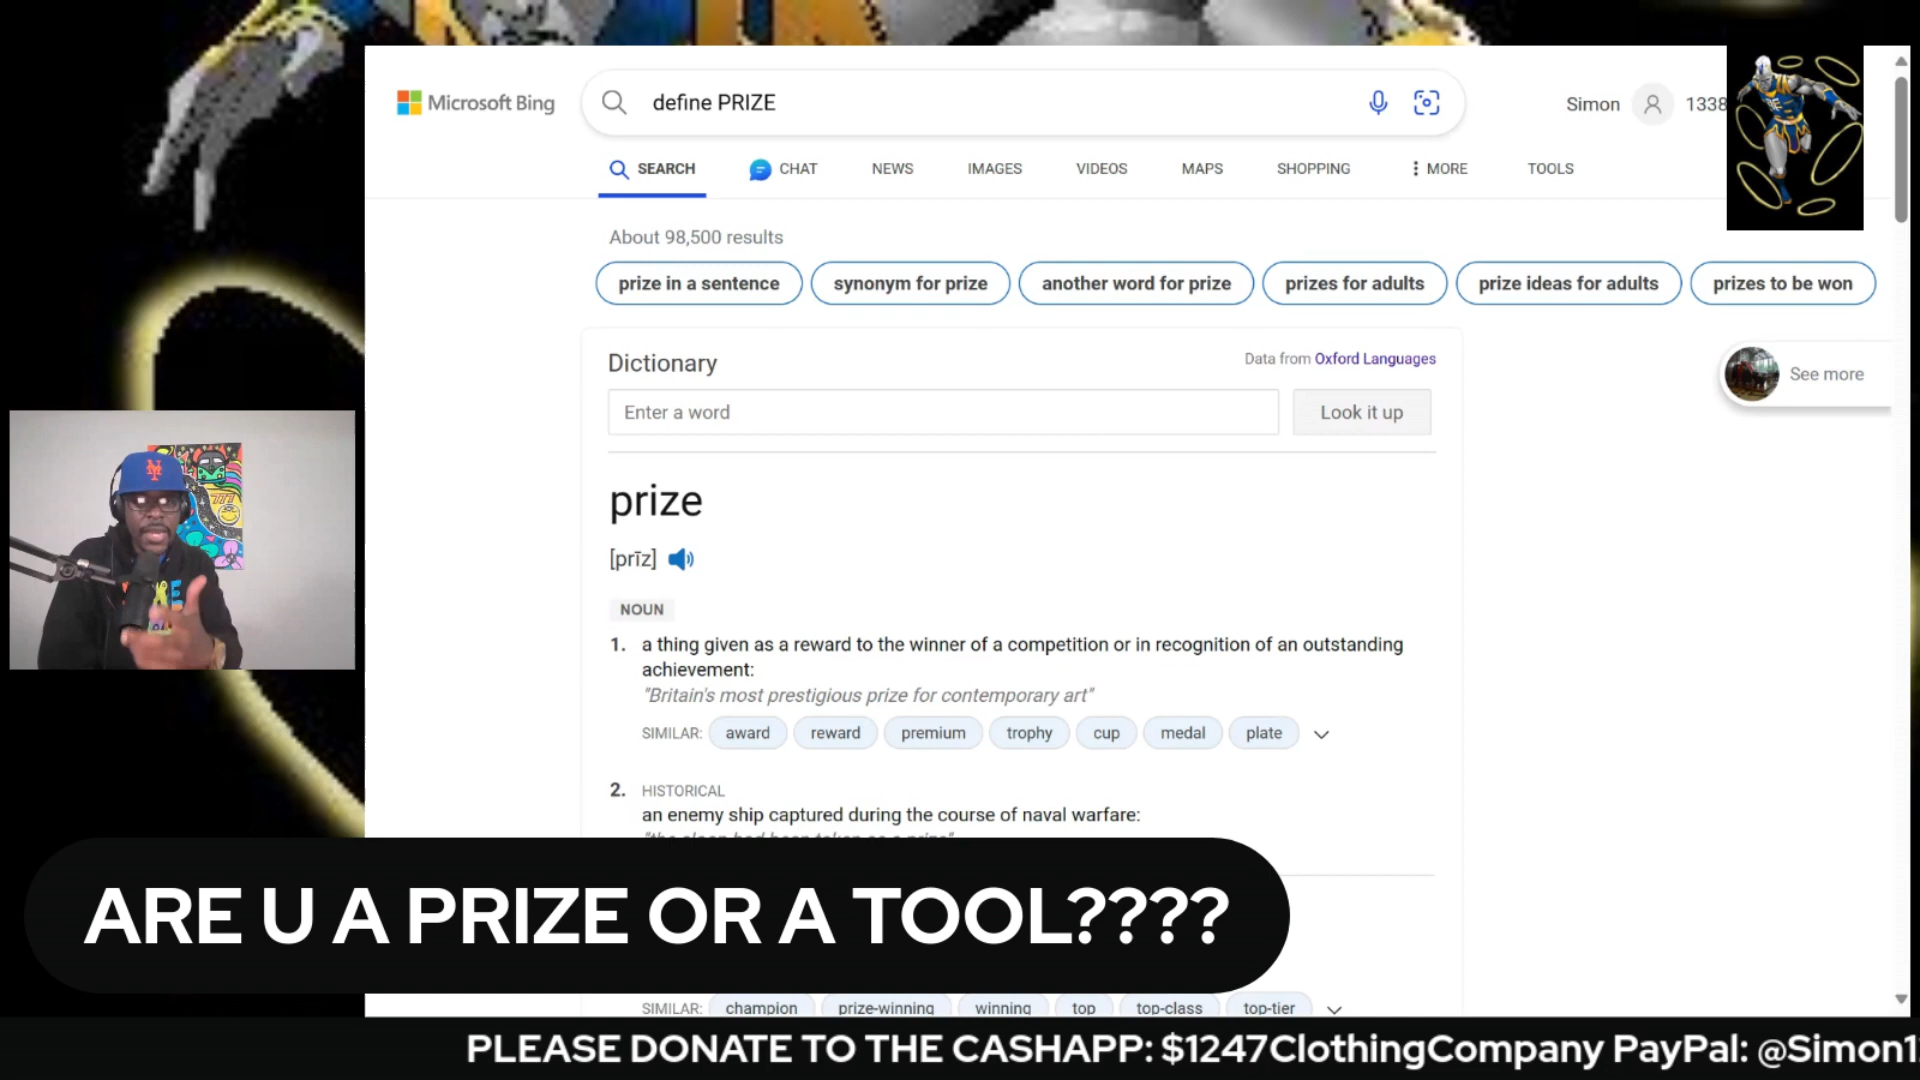 Microsoft Bing
define PRIZE
Simon
1338
SEARCH
CHAT
NEWS
IMAGES
VIDEOS
MAPS
SHOPPING
MORE
TOOLS
About 98,500 results
prize in a sentence
synonym for prize
another word for prize
prizes for adults
prize ideas for adults
prizes to be won
Dictionary
Data from Oxford Languages
See more
Enter a word
Look it up
prize
[prīz]
NOUN
1. a thing given as a reward to the winner of a competition or in recognition of an outstanding
achievement:
"Britain's most prestigious prize for contemporary art"
SIMILAR: award reward premium trophy cup medal plate
2. HISTORICAL
an enemy ship captured during the course of naval warfare:
ARE U A PRIZE OR A TOOL????
SIMILAR: champion prize-winning winning top top-class top-tier
PLEASE DONATE TO THE CASHAPP: $1247ClothingCompany PayPal: @Simon1